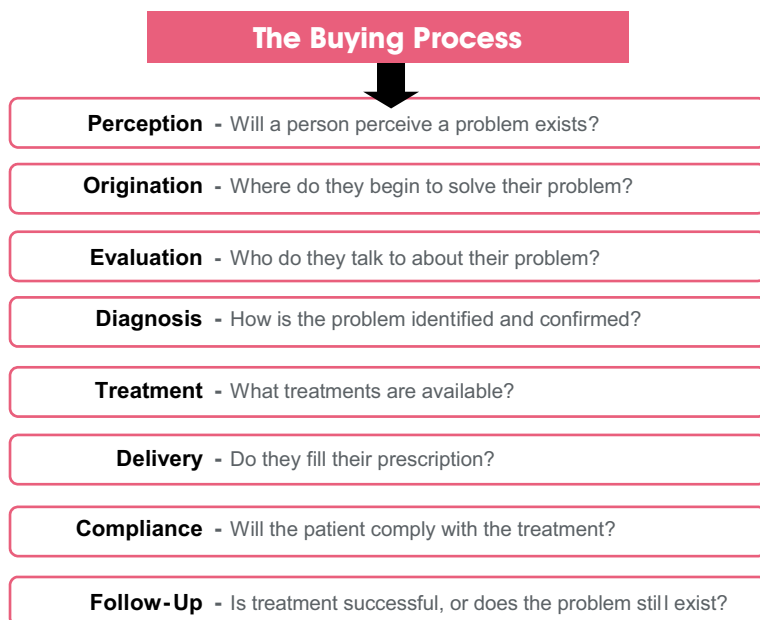 The Buying Process
Perception - Will a person perceive a problem exists?
Origination - Where do they begin to solve their problem?
Evaluation - Who do they talk to about their problem?
Diagnosis - How is the problem identified and confirmed?
Treatment - What treatments are available?
Delivery - Do they fill their prescription?
Compliance - Will the patient comply with the treatment?
Follow-Up - Is treatment successful, or does the problem still exist?